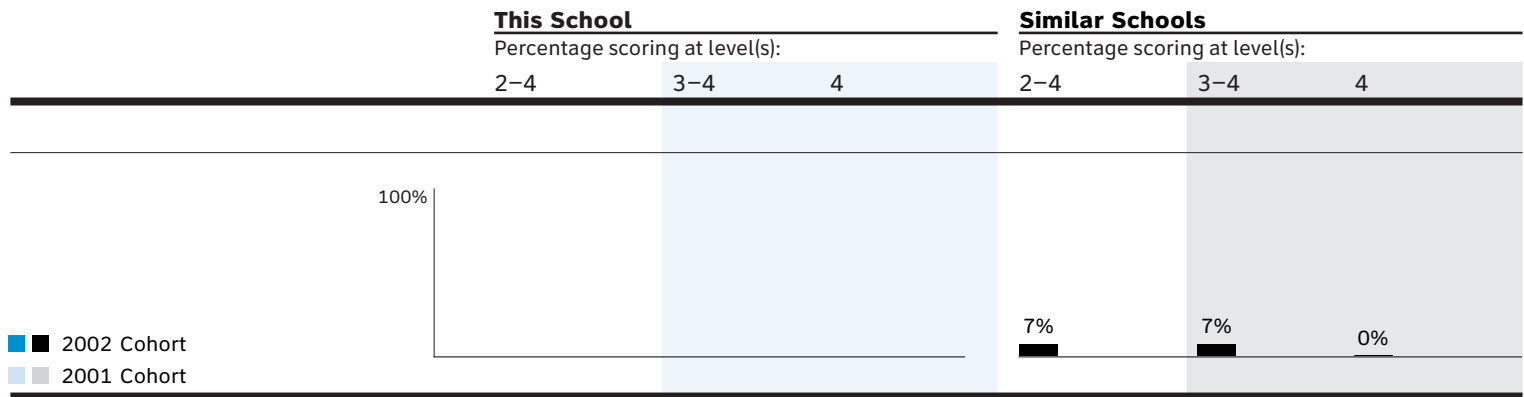 This School Similar Schools
Percentage scoring at level(s): Percentage scoring at level(s):
2–4 3–4 4 2–4 3–4 4
100%
7% 7% 0%
2002 Cohort
2001 Cohort